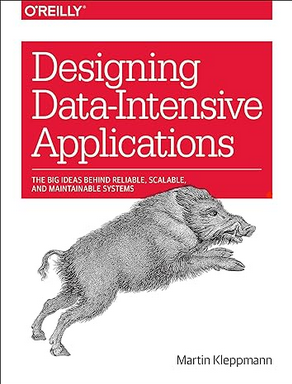 O'REILLY®
Designing
Data-Intensive
Applications
THE BIG IDEAS BEHIND RELIABLE, SCALABLE,
AND MAINTAINABLE SYSTEMS
Martin Kleppmann